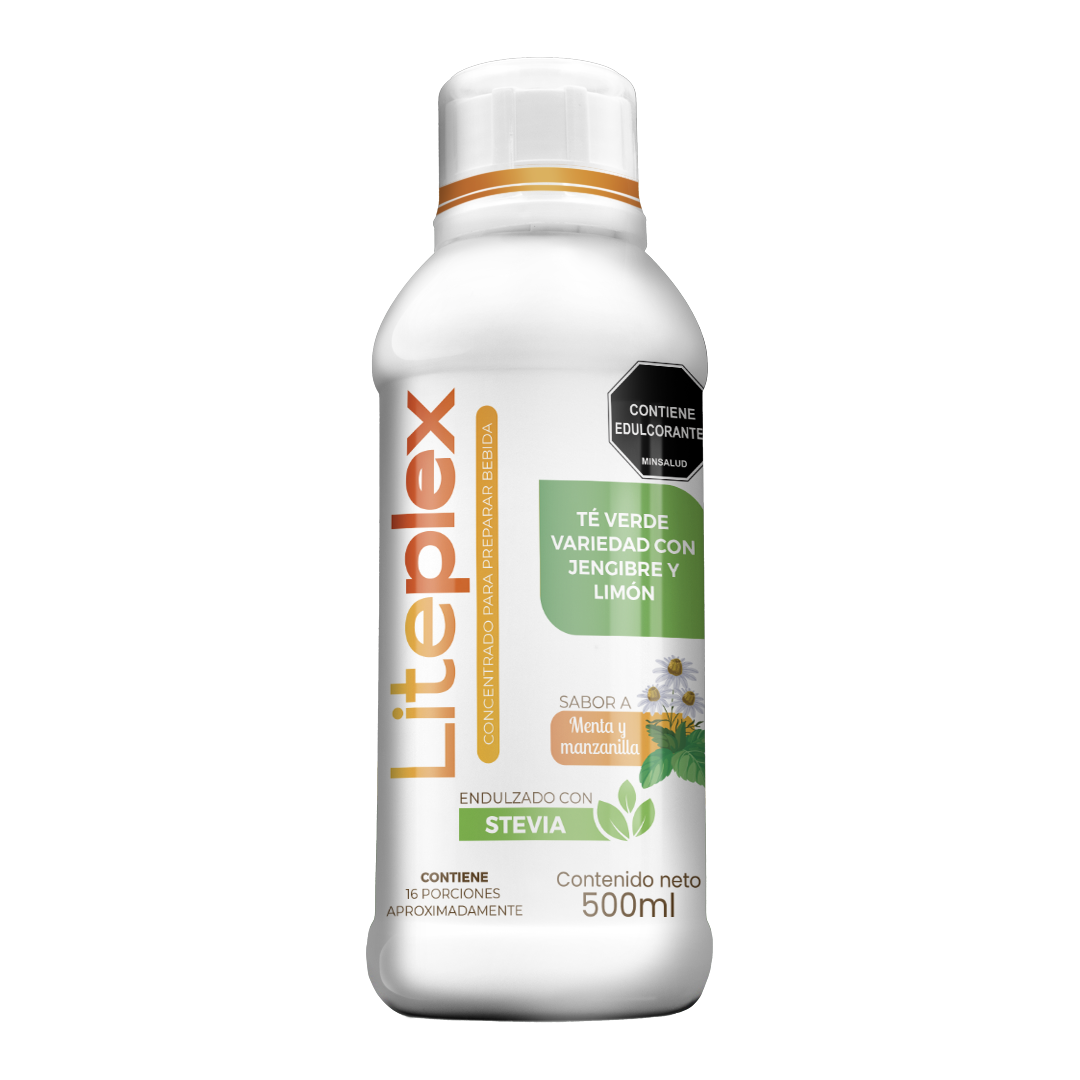 Liteplex
CONCENTRADO PARA PREPARAR BEBIDA
CONTIENE
EDULCORANTE
MINSALUD
TÉ VERDE
VARIEDAD CON
JENGIBRE Y
LIMÓN
SABOR A
Menta y
manzanilla
ENDULZADO CON
STEVIA
CONTIENE
16 PORCIONES
APROXIMADAMENTE
Contenido neto
500ml